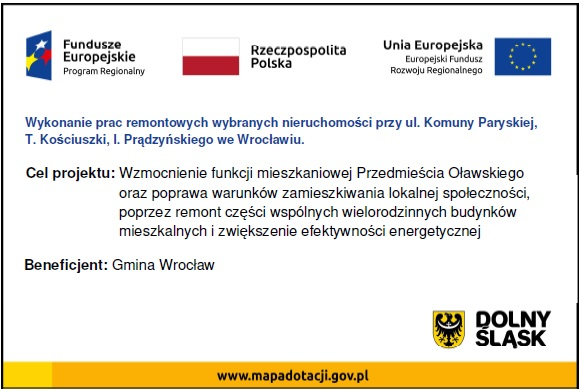 Fundusze
Europejskie
Program Regionalny
Rzeczpospolita
Polska
Unia Europejska
Europejski Fundusz
Rozwoju Regionalnego
Wykonanie prac remontowych wybranych nieruchomości przy ul. Komuny Paryskiej,
T. Kościuszki, I. Prądzyńskiego we Wrocławiu.
Cel projektu: Wzmocnienie funkcji mieszkaniowej Przedmieścia Oławskiego
oraz poprawa warunków zamieszkiwania lokalnej społeczności,
poprzez remont części wspólnych wielorodzinnych budynków
mieszkalnych i zwiększenie efektywności energetycznej
Beneficjent: Gmina Wrocław
DOLNY
ŚLĄSK
www.mapadotacji.gov.pl